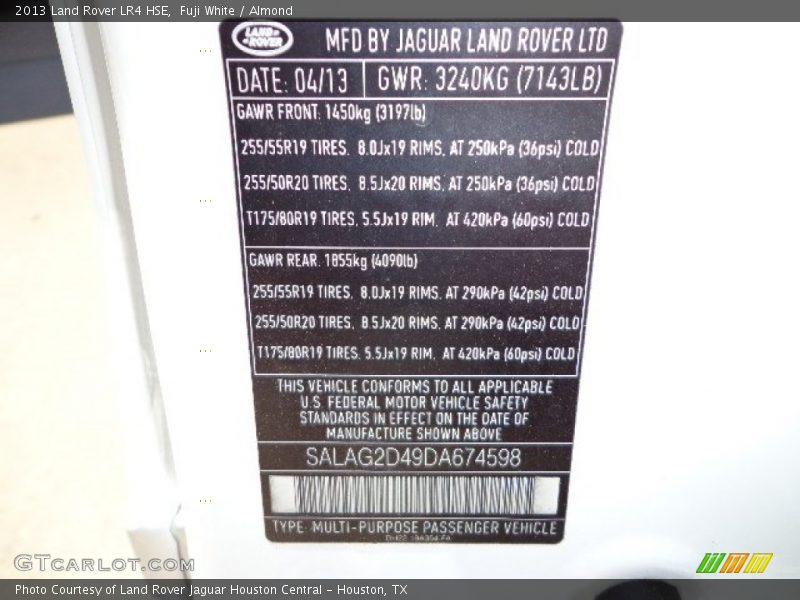 2013 Land Rover LR4 HSE, Fuji White / Almond
LAND-
-ROVER
MFD BY JAGUAR LAND ROVER LTD
DATE: 04/13 GWR: 3240KG (7143LB)
GAWR FRONT: 1450kg (3197lb)
255/55R19 TIRES, 8.0Jx19 RIMS, AT 250kPa (36psi) COLD
255/50R20 TIRES, 8.5Jx20 RIMS, AT 250kPa (36psi) COLD
T175/80R19 TIRES, 5.5Jx19 RIM, AT 420kPa (60psi) COLD
GAWR REAR: 1855kg (4090lb)
255/55R19 TIRES, 8.0Jx19 RIMS, AT 290kPa (42psi) COLD
255/50R20 TIRES, 8.5Jx20 RIMS, AT 290kPa (42psi) COLD
T175/80R19 TIRES, 5.5Jx19 RIM, AT 420kPa (60psi) COLD
THIS VEHICLE CONFORMS TO ALL APPLICABLE
U.S. FEDERAL MOTOR VEHICLE SAFETY
STANDARDS IN EFFECT ON THE DATE OF
MANUFACTURE SHOWN ABOVE
SALAG2D49DA674598
TYPE: MULTI-PURPOSE PASSENGER VEHICLE
GTCarLot.com
Photo Courtesy of Land Rover Jaguar Houston Central - Houston, TX